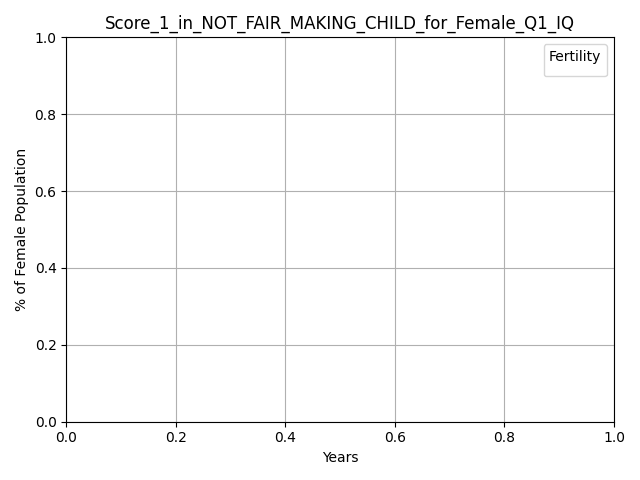 Score_1_in_NOT_FAIR_MAKING_CHILD_for_Female_Q1_IQ
Fertility
1.0
0.8
0.6
0.4
0.2
0.0
% of Female Population
0.0 0.2 0.4 0.6 0.8 1.0
Years